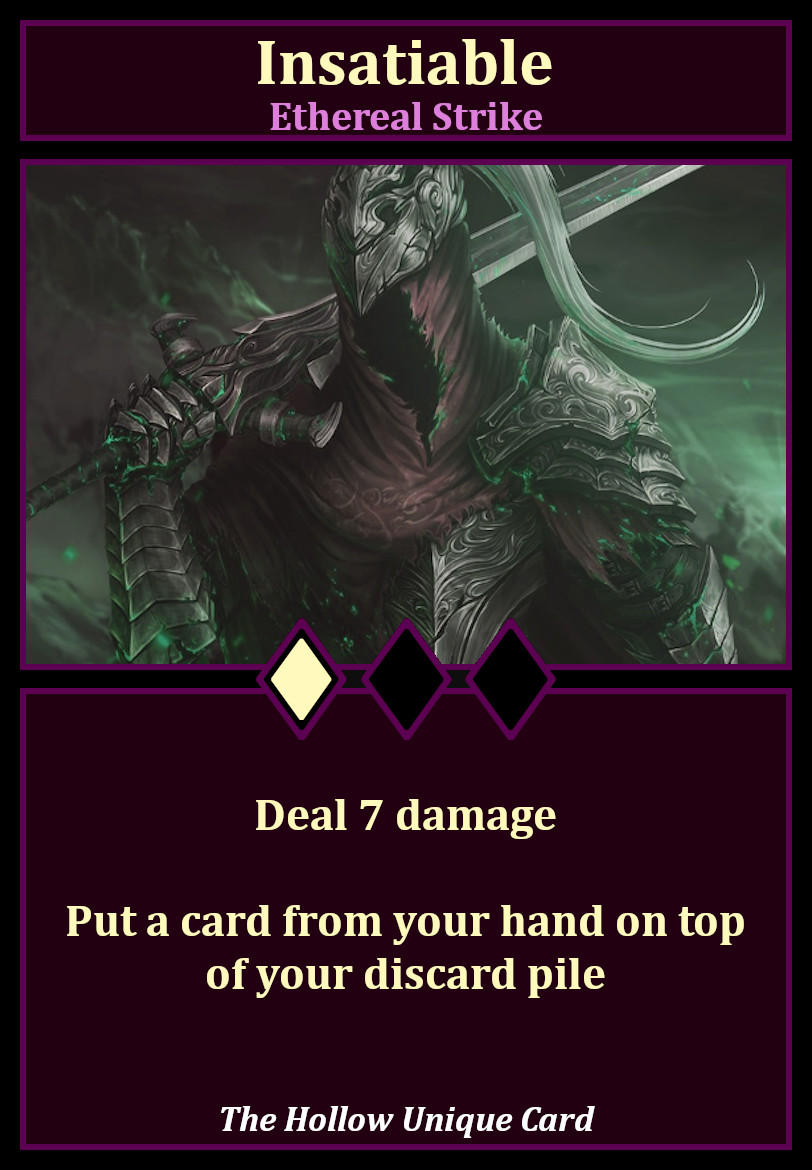 Insatiable
Ethereal Strike
Deal 7 damage
Put a card from your hand on top
of your discard pile
The Hollow Unique Card